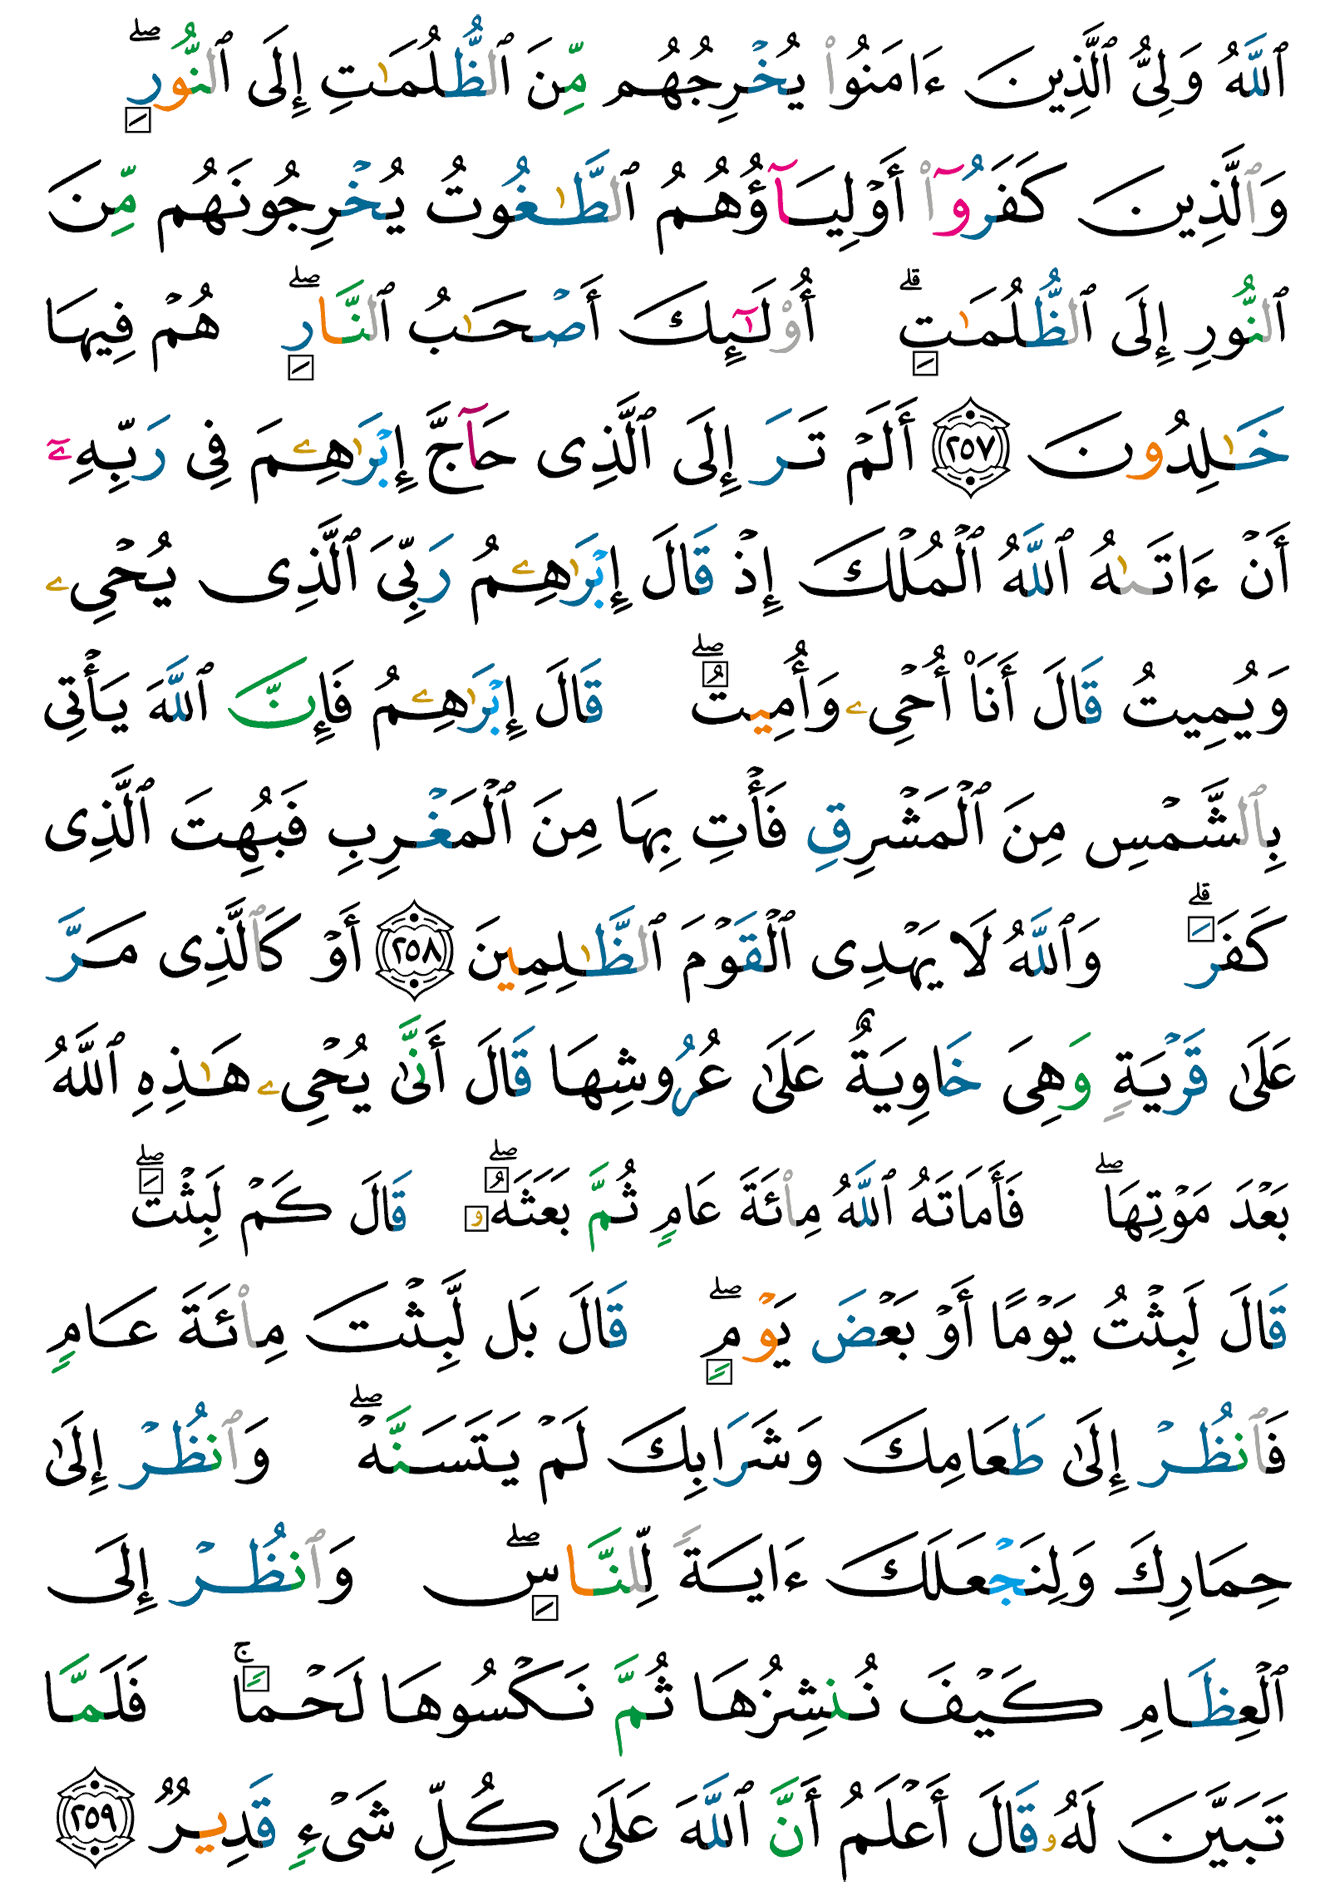 ٱللَّهُ وَلِىُّ ٱلَّذِينَ ءَامَنُوا۟ يُخْرِجُهُم مِّنَ ٱلظُّلُمَـٰتِ إِلَى ٱلنُّورِ ۖ
وَٱلَّذِينَ كَفَرُوٓا۟ أَوْلِيَآؤُهُمُ ٱلطَّـٰغُوتُ يُخْرِجُونَهُم مِّنَ
ٱلنُّورِ إِلَى ٱلظُّلُمَـٰتِ ۗ أُو۟لَـٰٓئِكَ أَصْحَـٰبُ ٱلنَّارِ ۖ هُمْ فِيهَا
خَـٰلِدُونَ ٢٥٧ أَلَمْ تَرَ إِلَى ٱلَّذِى حَآجَّ إِبْرَٰهِـۧمَ فِى رَبِّهِۦٓ
أَنْ ءَاتَىٰهُ ٱللَّهُ ٱلْمُلْكَ إِذْ قَالَ إِبْرَٰهِـۧمُ رَبِّىَ ٱلَّذِى يُحْىِۦ
وَيُمِيتُ قَالَ أَنَا۠ أُحْىِۦ وَأُمِيتُ ۖ قَالَ إِبْرَٰهِـۧمُ فَإِنَّ ٱللَّهَ يَأْتِى
بِٱلشَّمْسِ مِنَ ٱلْمَشْرِقِ فَأْتِ بِهَا مِنَ ٱلْمَغْرِبِ فَبُهِتَ ٱلَّذِى
كَفَرَ ۗ وَٱللَّهُ لَا يَهْدِى ٱلْقَوْمَ ٱلظَّـٰلِمِينَ ٢٥٨ أَوْ كَٱلَّذِى مَرَّ
عَلَىٰ قَرْيَةٍ وَهِىَ خَاوِيَةٌ عَلَىٰ عُرُوشِهَا قَالَ أَنَّىٰ يُحْىِۦ هَـٰذِهِ ٱللَّهُ
بَعْدَ مَوْتِهَا ۖ فَأَمَاتَهُ ٱللَّهُ مِا۟ئَةَ عَامٍ ثُمَّ بَعَثَهُۥ ۖ قَالَ كَمْ لَبِثْتَ ۖ
قَالَ لَبِثْتُ يَوْمًا أَوْ بَعْضَ يَوْمٍ ۖ قَالَ بَل لَّبِثْتَ مِا۟ئَةَ عَامٍ
فَٱنظُرْ إِلَىٰ طَعَامِكَ وَشَرَابِكَ لَمْ يَتَسَنَّهْ ۖ وَٱنظُرْ إِلَىٰ
حِمَارِكَ وَلِنَجْعَلَكَ ءَايَةً لِّلنَّاسِ ۖ وَٱنظُرْ إِلَى
ٱلْعِظَامِ كَيْفَ نُنشِزُهَا ثُمَّ نَكْسُوهَا لَحْمًا ۚ فَلَمَّا
تَبَيَّنَ لَهُۥ قَالَ أَعْلَمُ أَنَّ ٱللَّهَ عَلَىٰ كُلِّ شَىْءٍ قَدِيرٌ ٢٥٩